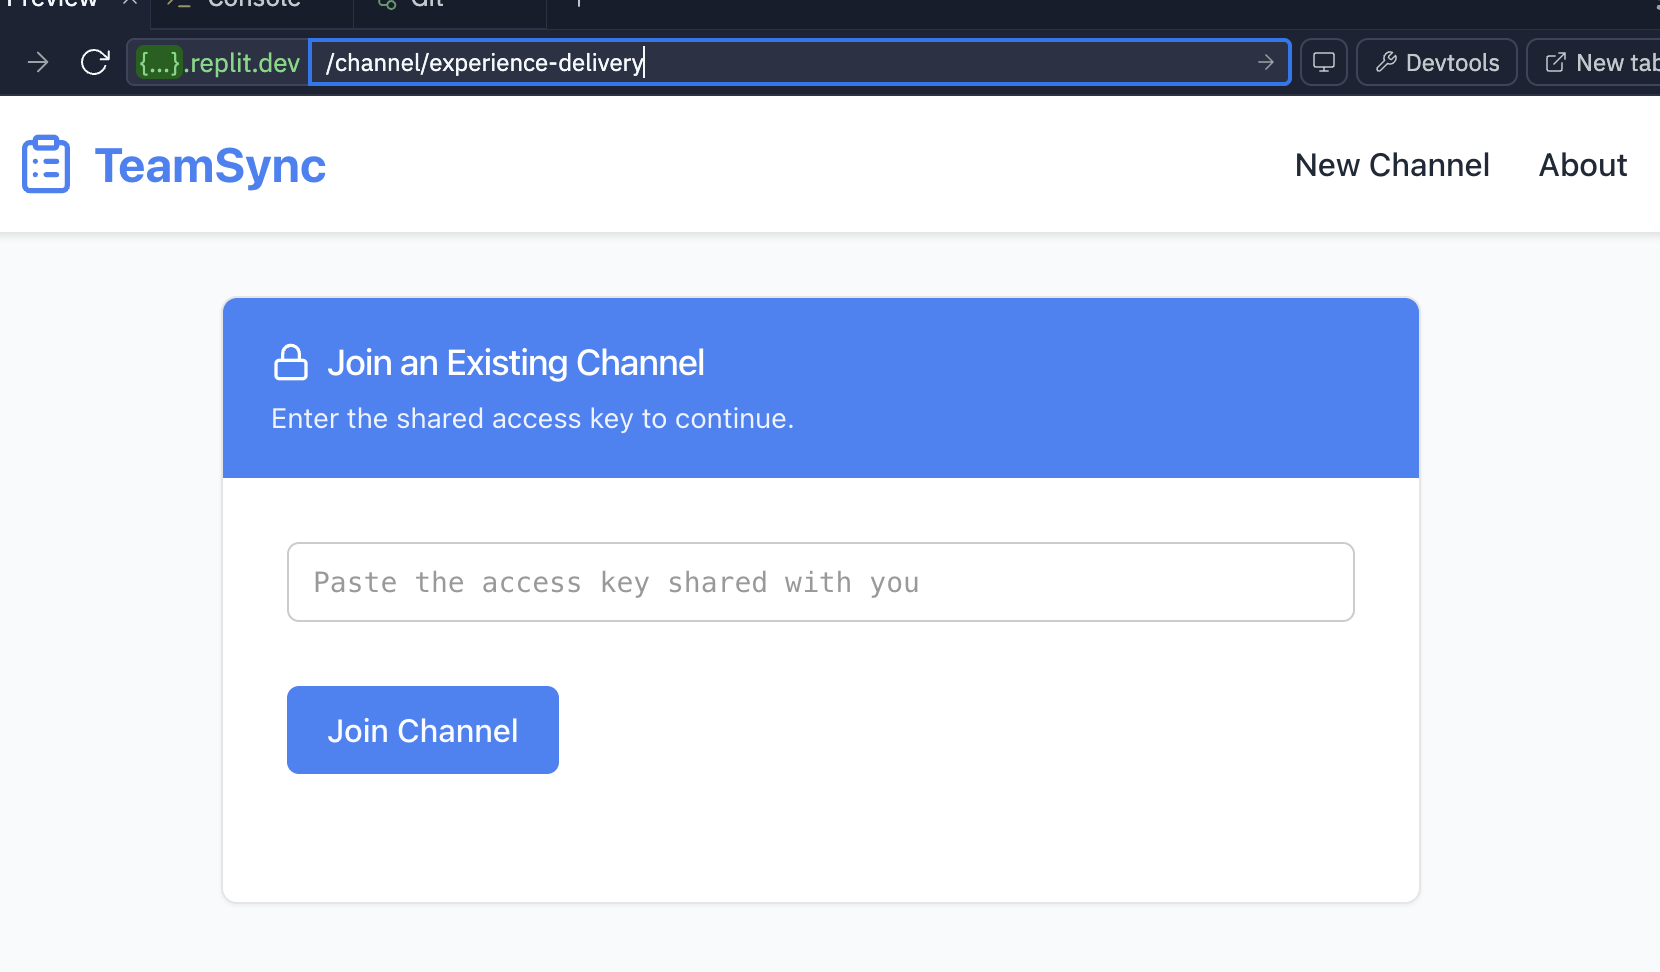 Preview
Console
Git
{...}.replit.dev
/channel/experience-delivery
Devtools
New tab
TeamSync
New Channel
About
Join an Existing Channel
Enter the shared access key to continue.
Paste the access key shared with you
Join Channel